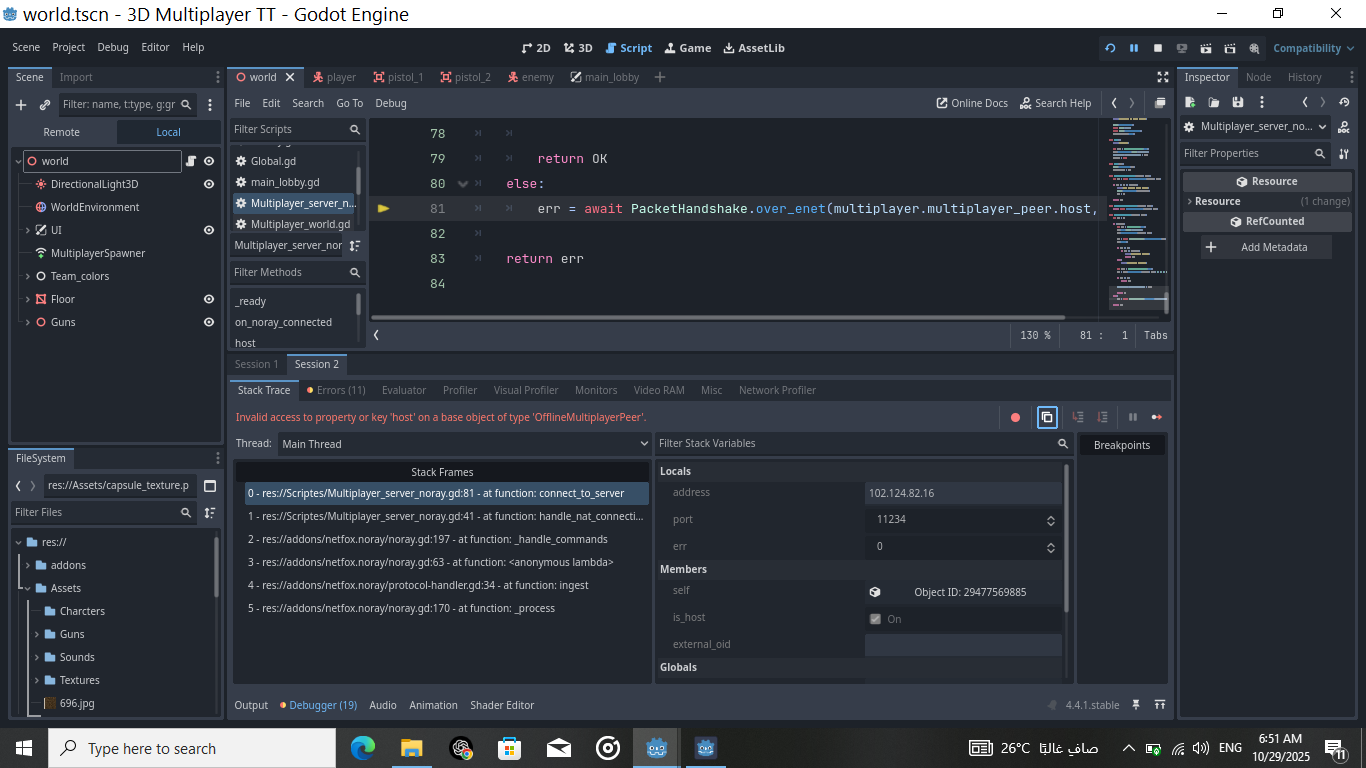 world.tscn - 3D Multiplayer TT - Godot Engine
Scene Project Debug Editor Help
2D 3D Script Game AssetLib
Compatibility
Scene Import
Filter: name, t:type, g:gr
Remote Local
world
DirectionalLight3D
WorldEnvironment
UI
MultiplayerSpawner
Team_colors
Floor
Guns
FileSystem
res://Assets/capsule_texture.p
Filter Files
res://
addons
Assets
Charcters
Guns
Sounds
Textures
696.jpg
world player pistol_1 pistol_2 enemy main_lobby
File Edit Search Go To Debug
Online Docs Search Help
Filter Scripts
Global.gd
main_lobby.gd
Multiplayer_server_n...
Multiplayer_world.gd
Multiplayer_server_nor
Filter Methods
_ready
on_noray_connected
host
78
79 return OK
80 else:
81 err = await PacketHandshake.over_enet(multiplayer.multiplayer_peer.host,
82
83 return err
84
130 % 81 : 1 Tabs
Session 1 Session 2
Stack Trace Errors (11) Evaluator Profiler Visual Profiler Monitors Video RAM Misc Network Profiler
Invalid access to property or key 'host' on a base object of type 'OfflineMultiplayerPeer'.
Thread: Main Thread
Stack Frames
0 - res://Scriptes/Multiplayer_server_noray.gd:81 - at function: connect_to_server
1 - res://Scriptes/Multiplayer_server_noray.gd:41 - at function: handle_nat_connecti...
2 - res://addons/netfox.noray/noray.gd:197 - at function: _handle_commands
3 - res://addons/netfox.noray/noray.gd:63 - at function: <anonymous lambda>
4 - res://addons/netfox.noray/protocol-handler.gd:34 - at function: ingest
5 - res://addons/netfox.noray/noray.gd:170 - at function: _process
Filter Stack Variables
Locals
address 102.124.82.16
port 11234
err 0
Members
self Object ID: 29477569885
is_host On
external_oid
Globals
Breakpoints
Output Debugger (19) Audio Animation Shader Editor
4.4.1.stable
Inspector Node History
Multiplayer_server_no...
Filter Properties
Resource
Resource (1 change)
RefCounted
Add Metadata
Type here to search
26°C صافٍ غالبًا
ENG
6:51 AM
10/29/2025
11